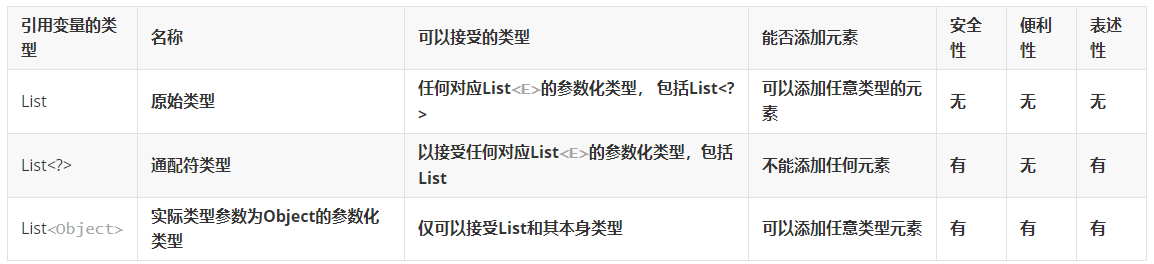 引用变量的类
型
名称
可以接受的类型
能否添加元素
安全
性
便利
性
表述
性
List
原始类型
任何对应List<E>的参数化类型， 包括List<?
>
可以添加任意类型的元
素
无
无
无
List<?>
通配符类型
以接受任何对应List<E>的参数化类型，包括
List
不能添加任何元素
有
无
有
List<Object>
实际类型参数为Object的参数化
类型
仅可以接受List和其本身类型
可以添加任意类型元素
有
有
有